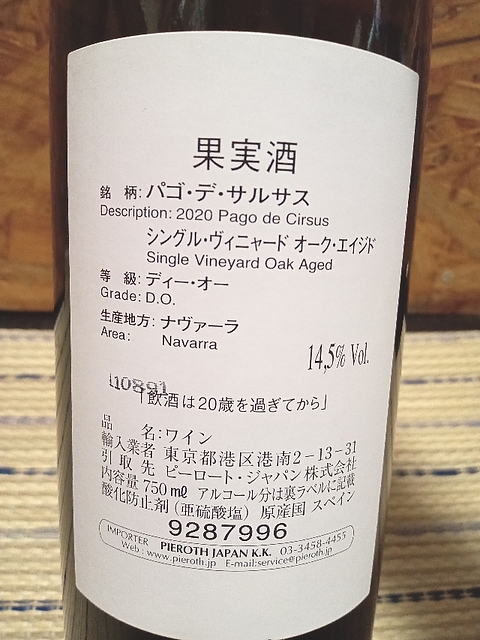 果実酒
銘 柄: パゴ・デ・サルサス
Description: 2020 Pago de Cirsus
シングル・ヴィニャード オーク・エイジド
Single Vineyard Oak Aged
等 級: ディー・オー
Grade: D.O.
生産地方: ナヴァーラ
Area: Navarra
14,5% Vol.
L10891
「飲酒は20歳を過ぎてから」
品 名:ワイン
輸入業者 東京都港区港南2-13-31
引取先 ピーロート・ジャパン株式会社
内容量 750㎖ アルコール分は裏ラベルに記載
酸化防止剤(亜硫酸塩) 原産国 スペイン
9287996
IMPORTER PIEROTH JAPAN K.K. 03-3458-4455
Web : www.pieroth.jp E-mail:service@pieroth.jp